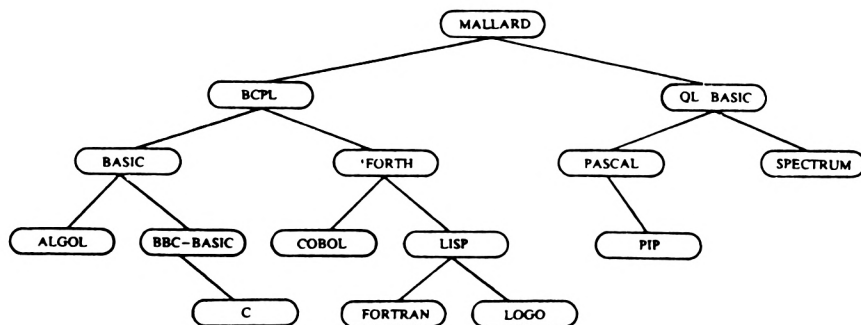 MALLARD
BCPL
QL BASIC
BASIC
'FORTH
PASCAL
SPECTRUM
ALGOL
BBC-BASIC
COBOL
LISP
PIP
C
FORTRAN
LOGO